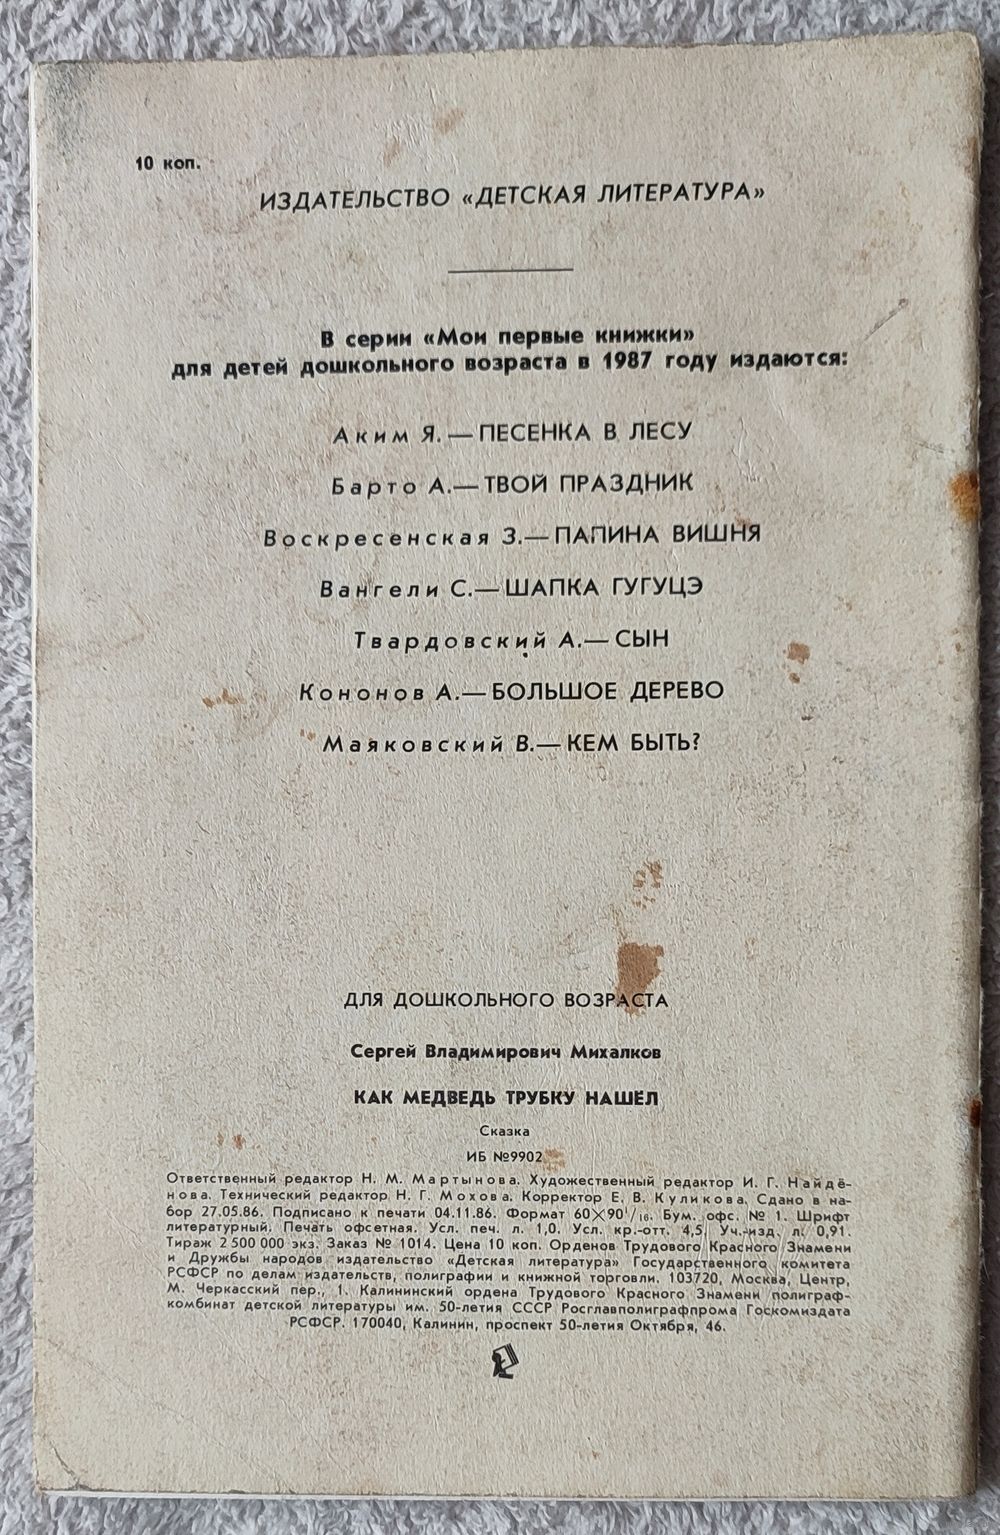 10 коп.
ИЗДАТЕЛЬСТВО «ДЕТСКАЯ ЛИТЕРАТУРА»
В серии «Мои первые книжки»
для детей дошкольного возраста в 1987 году издаются:
Аким Я. — ПЕСЕНКА В ЛЕСУ
Барто А.— ТВОЙ ПРАЗДНИК
Воскресенская З.— ПАПИНА ВИШНЯ
Вангели С.— ШАПКА ГУГУЦЭ
Твардовский А.— СЫН
Кононов А.— БОЛЬШОЕ ДЕРЕВО
Маяковский В.— КЕМ БЫТЬ?
ДЛЯ ДОШКОЛЬНОГО ВОЗРАСТА
Сергей Владимирович Михалков
КАК МЕДВЕДЬ ТРУБКУ НАШЁЛ
Сказка
ИБ №9902
Ответственный редактор Н. М. Мартынова. Художественный редактор И. Г. Найдё-
нова. Технический редактор Н. Г. Мохова. Корректор Е. В. Куликова. Сдано в на-
бор 27.05.86. Подписано к печати 04.11.86. Формат 60×90¹/₁₆. Бум. офс. № 1. Шрифт
литературный. Печать офсетная. Усл. печ. л. 1,0. Усл. кр.-отт. 4,5. Уч.-изд. л. 0,91.
Тираж 2 500 000 экз. Заказ № 1014. Цена 10 коп. Орденов Трудового Красного Знамени
и Дружбы народов издательство «Детская литература» Государственного комитета
РСФСР по делам издательств, полиграфии и книжной торговли. 103720, Москва, Центр,
М. Черкасский пер., 1. Калининский ордена Трудового Красного Знамени полиграф-
комбинат детской литературы им. 50-летия СССР Росглавполиграфпрома Госкомиздата
РСФСР. 170040, Калинин, проспект 50-летия Октября, 46.